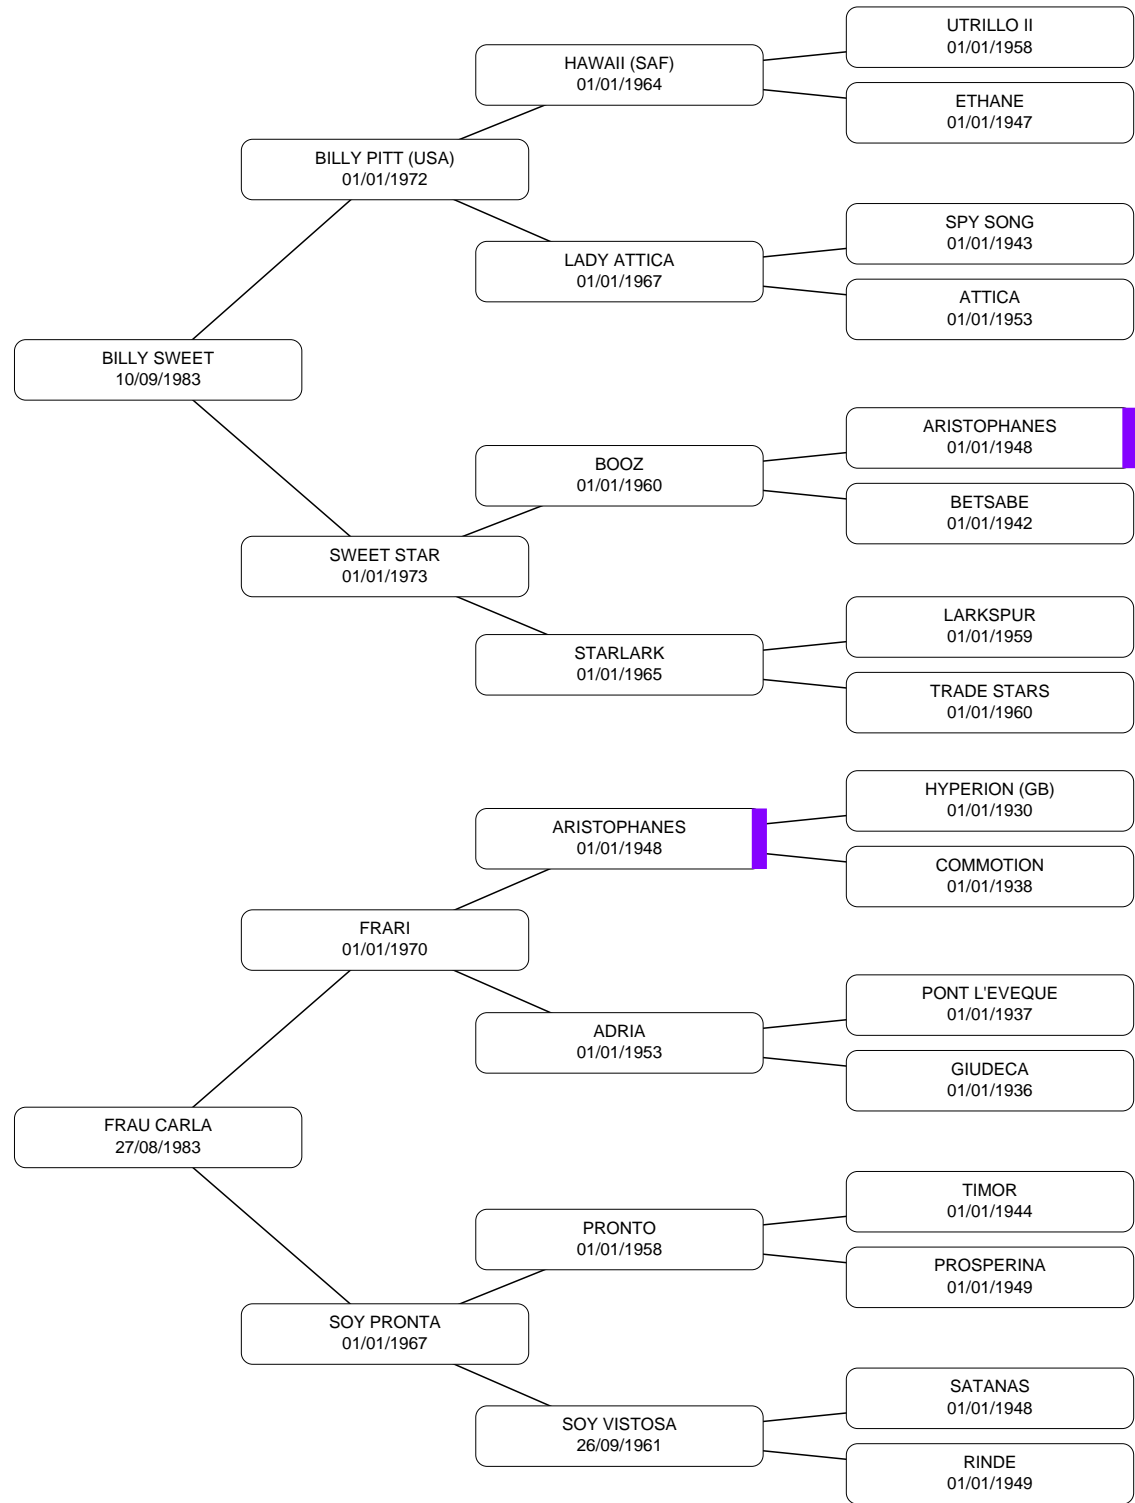 UTRILLO II
01/01/1958
HAWAII (SAF)
01/01/1964
ETHANE
01/01/1947
BILLY PITT (USA)
01/01/1972
SPY SONG
01/01/1943
LADY ATTICA
01/01/1967
ATTICA
01/01/1953
BILLY SWEET
10/09/1983
ARISTOPHANES
01/01/1948
BOOZ
01/01/1960
BETSABE
01/01/1942
SWEET STAR
01/01/1973
LARKSPUR
01/01/1959
STARLARK
01/01/1965
TRADE STARS
01/01/1960
HYPERION (GB)
01/01/1930
ARISTOPHANES
01/01/1948
COMMOTION
01/01/1938
FRARI
01/01/1970
PONT L'EVEQUE
01/01/1937
ADRIA
01/01/1953
GIUDECA
01/01/1936
FRAU CARLA
27/08/1983
TIMOR
01/01/1944
PRONTO
01/01/1958
PROSPERINA
01/01/1949
SOY PRONTA
01/01/1967
SATANAS
01/01/1948
SOY VISTOSA
26/09/1961
RINDE
01/01/1949